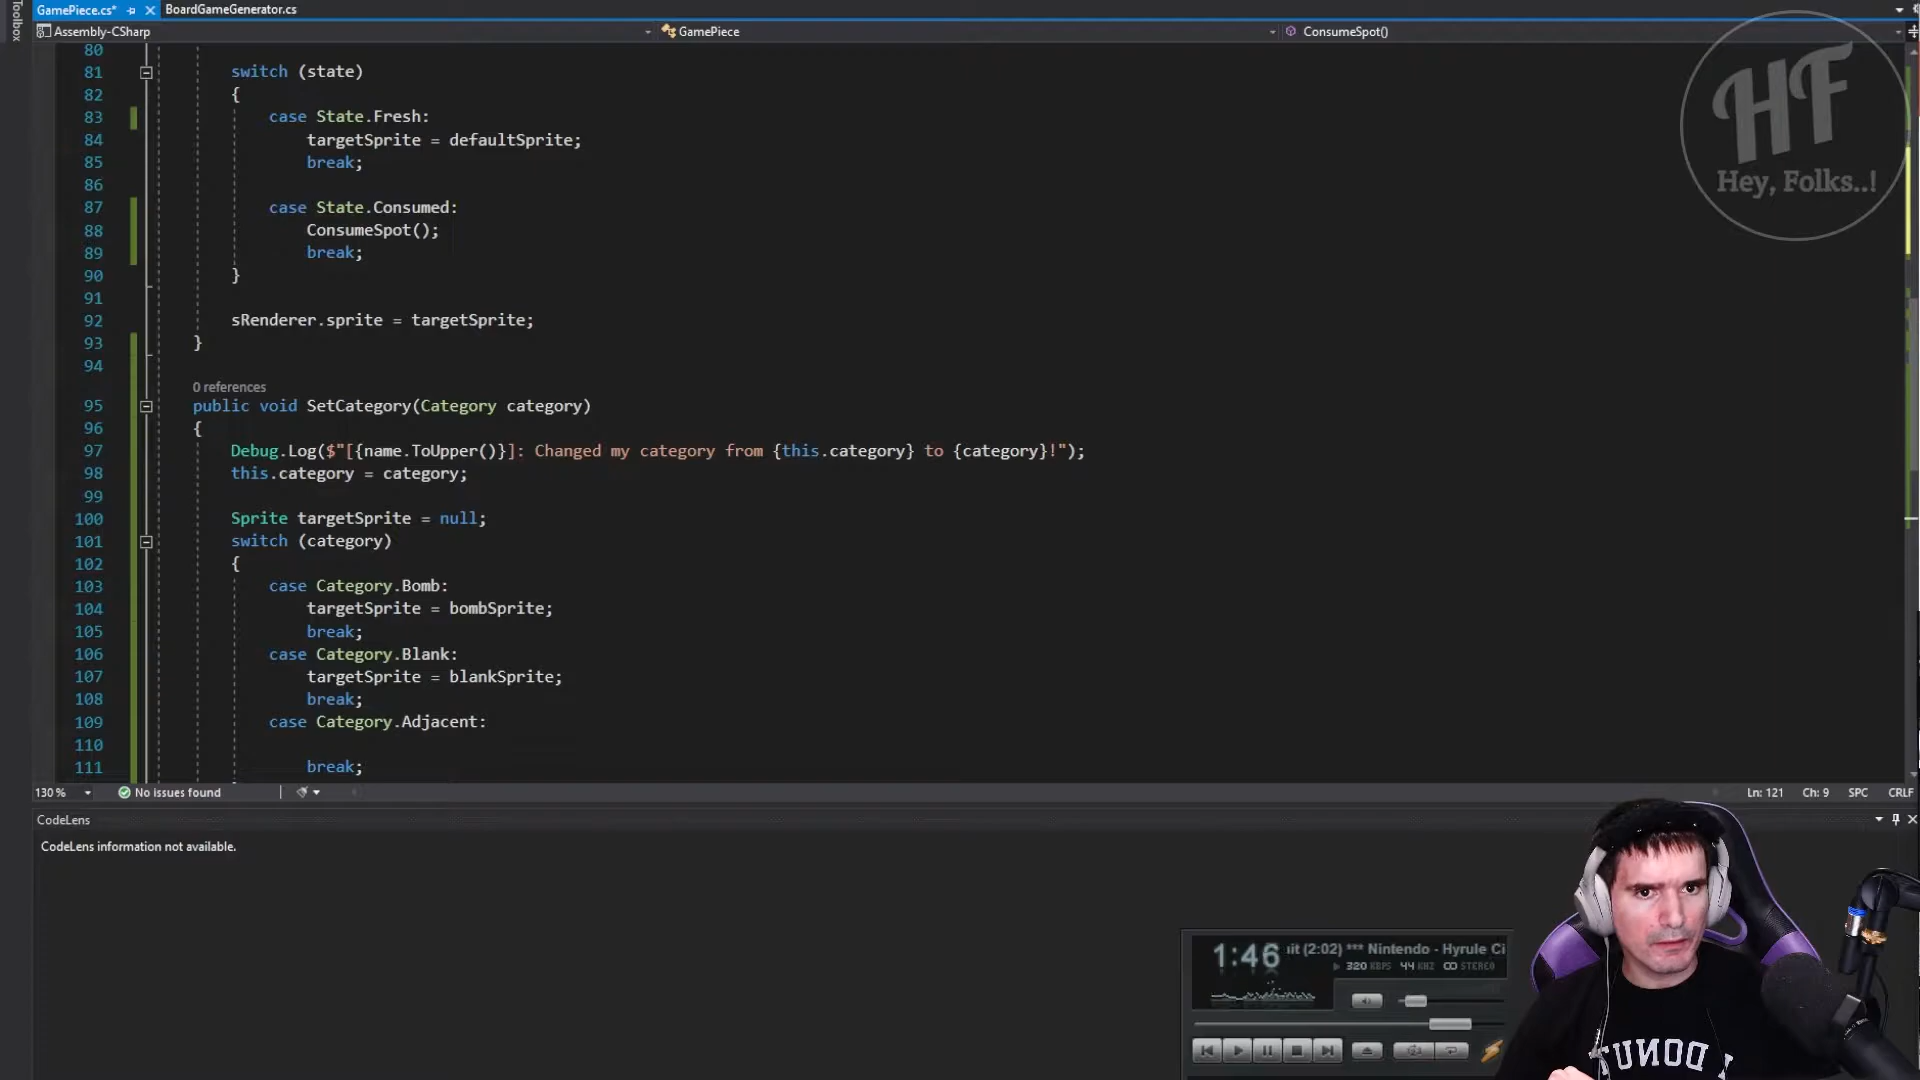 Toolbox
GamePiece.cs*
BoardGameGenerator.cs
Assembly-CSharp
GamePiece
ConsumeSpot()
80
81 switch (state)
82 {
83 case State.Fresh:
84 targetSprite = defaultSprite;
85 break;
86
87 case State.Consumed:
88 ConsumeSpot();
89 break;
90 }
91
92 sRenderer.sprite = targetSprite;
93 }
94
0 references
95 public void SetCategory(Category category)
96 {
97 Debug.Log($"[{name.ToUpper()}]: Changed my category from {this.category} to {category}!");
98 this.category = category;
99
100 Sprite targetSprite = null;
101 switch (category)
102 {
103 case Category.Bomb:
104 targetSprite = bombSprite;
105 break;
106 case Category.Blank:
107 targetSprite = blankSprite;
108 break;
109 case Category.Adjacent:
110
111 break;
HF
Hey, Folks..!
130 %
No issues found
Ln: 121
Ch: 9
SPC
CRLF
CodeLens
CodeLens information not available.
1:46
uit (2:02) *** Nintendo - Hyrule Ci
320 KBPS 44 KHZ STEREO
I DONUT